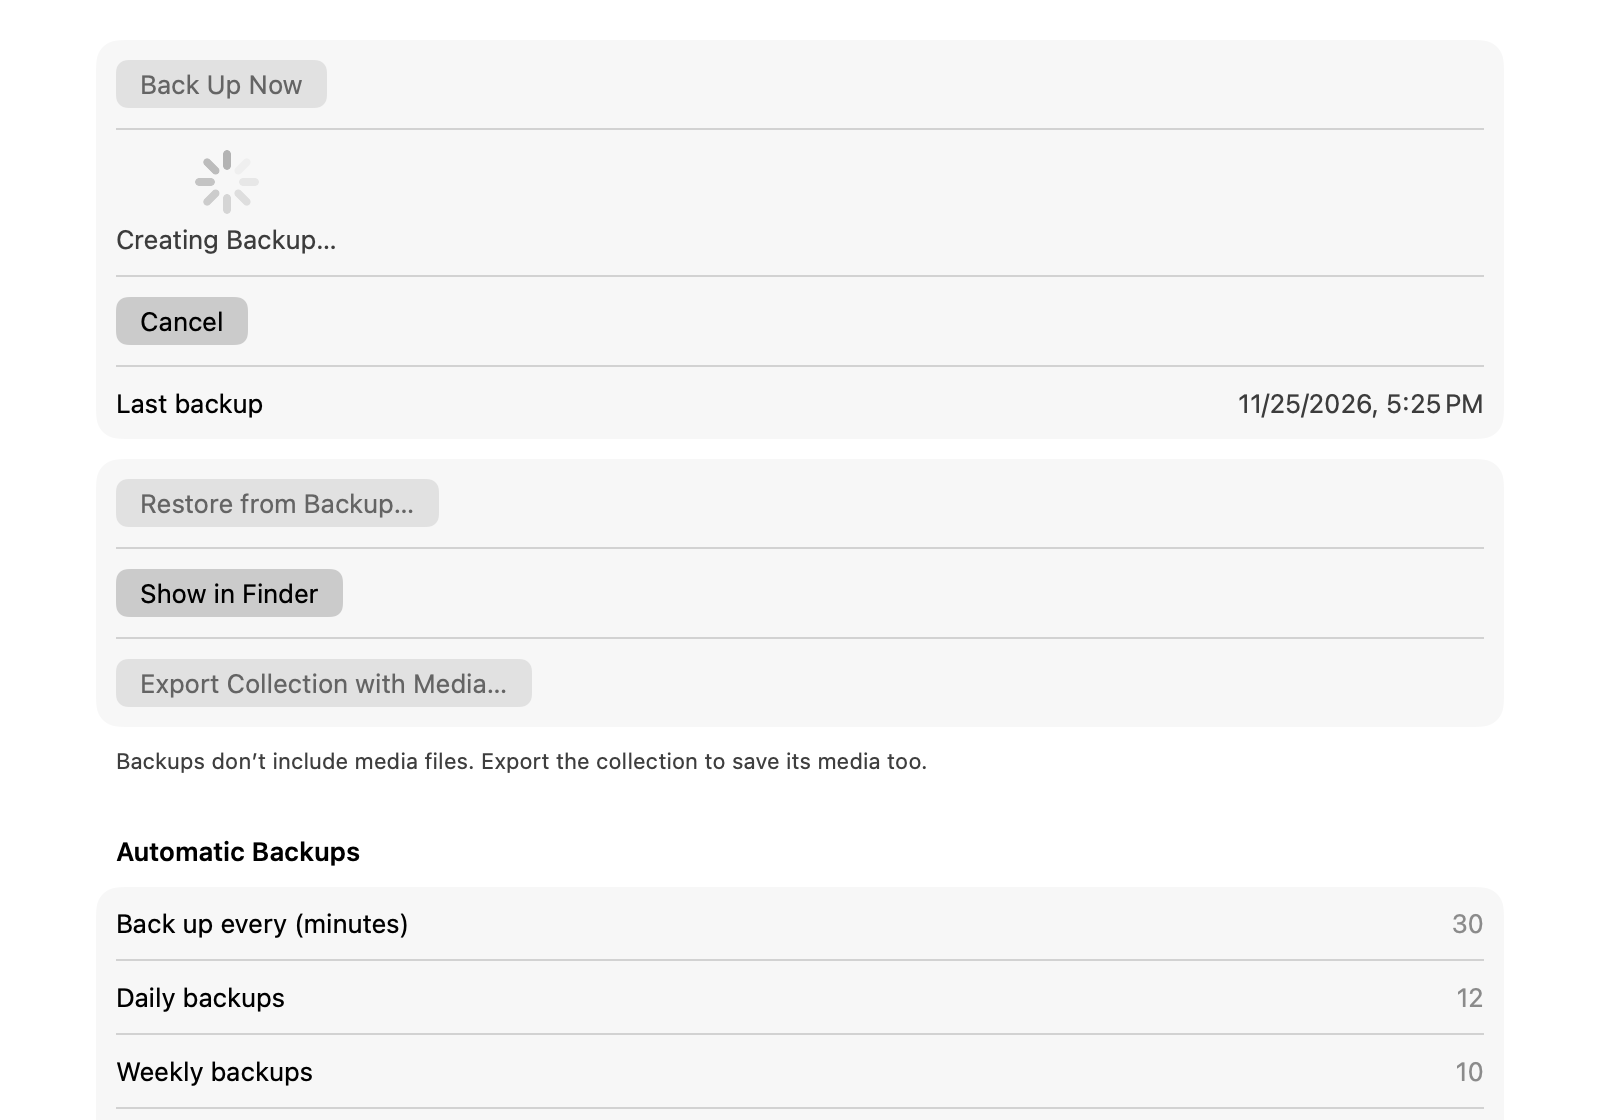 Back Up Now
Creating Backup…
Cancel
Last backup 11/25/2026, 5:25 PM
Restore from Backup…
Show in Finder
Export Collection with Media…
Backups don’t include media files. Export the collection to save its media too.
Automatic Backups
Back up every (minutes) 30
Daily backups 12
Weekly backups 10